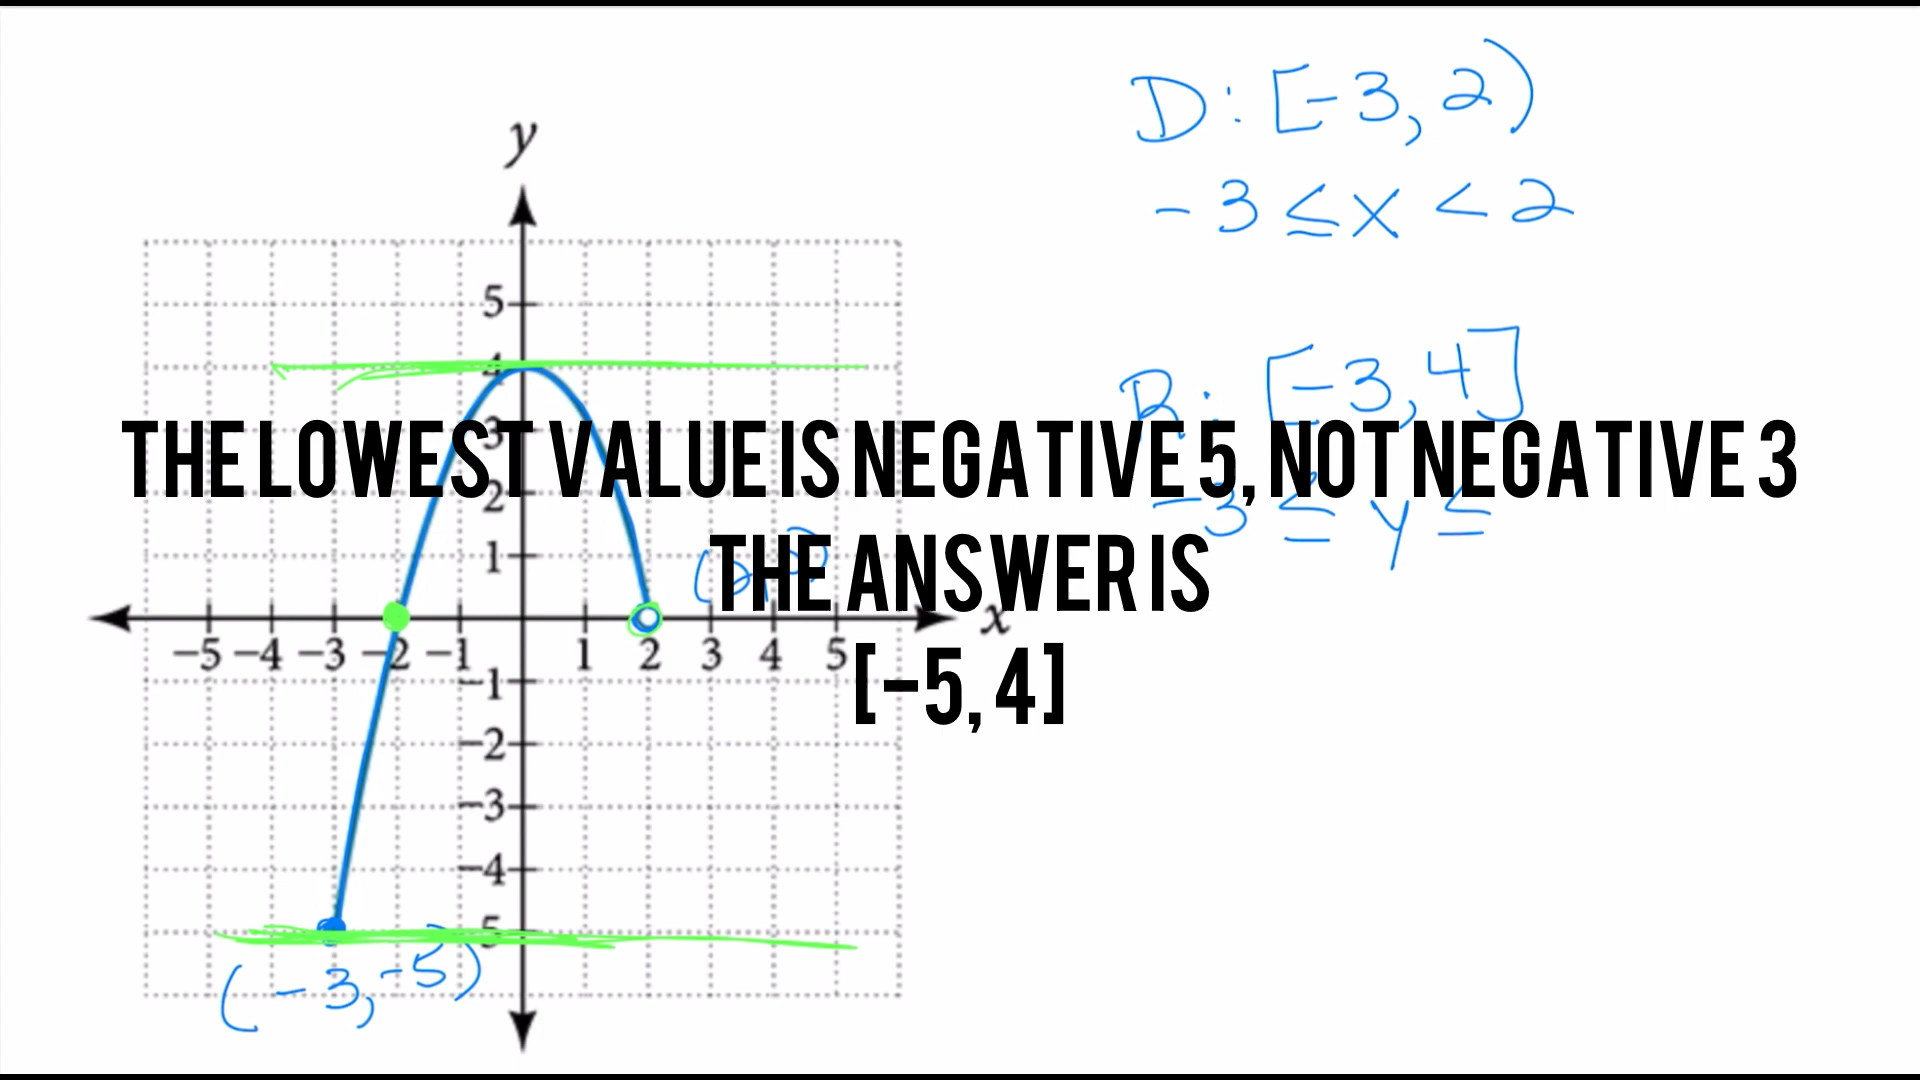 D: [-3, 2)
-3 ≤ x < 2
y
5
4
R: [-3, 4]
3
THE LOWEST VALUE IS NEGATIVE 5, NOT NEGATIVE 3
2
-3 ≤ y ≤
1
THE ANSWER IS
x
−5 −4 −3 −2 −1 1 2 3 4 5
[-5, 4]
−1
−2
−3
−4
5
(-3, -5)